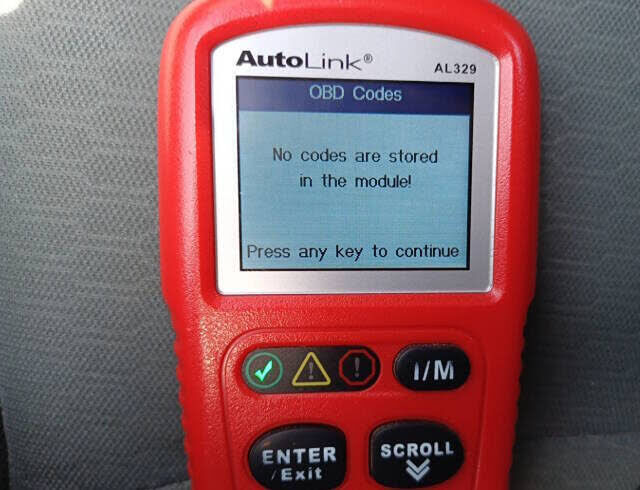 AutoLink®
AL329
OBD Codes
No codes are stored
in the module!
Press any key to continue
I/M
ENTER
/Exit
SCROLL